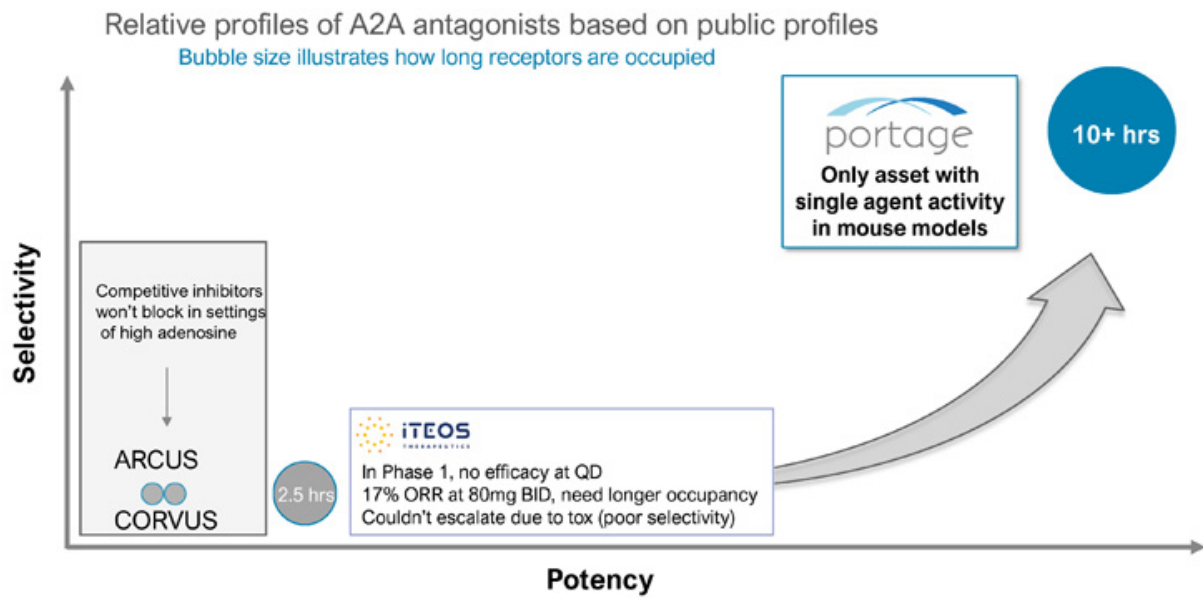 Relative profiles of A2A antagonists based on public profiles
Bubble size illustrates how long receptors are occupied
portage
Only asset with
single agent activity
in mouse models
10+ hrs
Selectivity
Competitive inhibitors
won't block in settings
of high adenosine
ARCUS
CORVUS
2.5 hrs
iTEOS
THERAPEUTICS
In Phase 1, no efficacy at QD
17% ORR at 80mg BID, need longer occupancy
Couldn't escalate due to tox (poor selectivity)
Potency